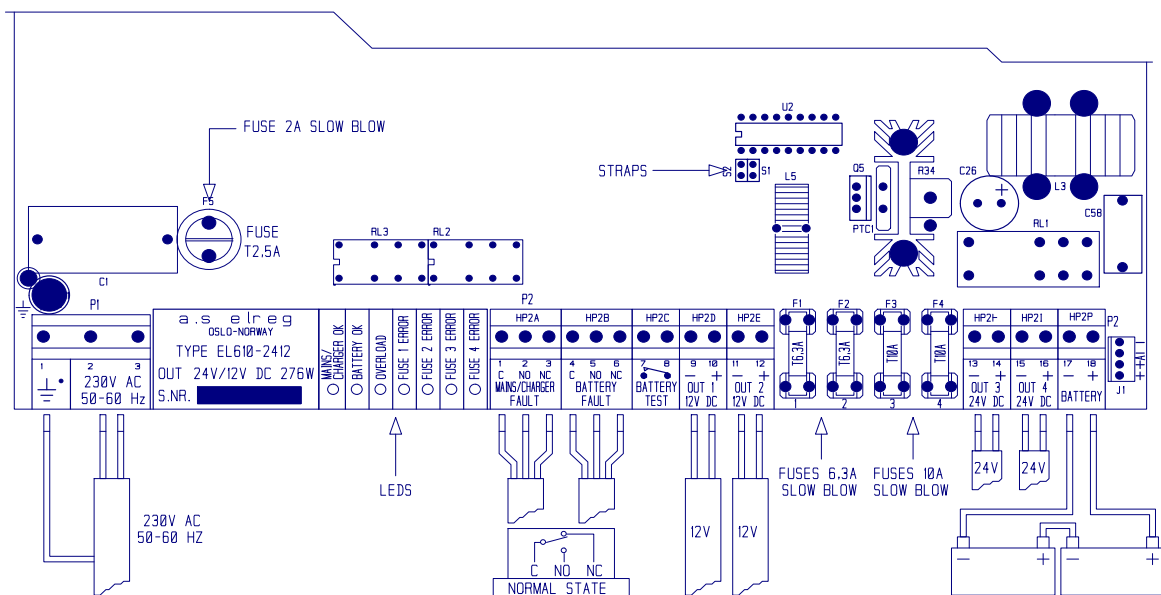 FUSE 2A SLOW BLOW
F5
FUSE
T2.5A
C1
P1
RL3
RL2
STRAPS
S2
S1
U2
L5
Q5
PTC1
R34
C26
+
L3
C58
RL1
P2
1 2 3
230V AC
50-60 Hz
a.s elreg
OSLO-NORWAY
TYPE EL610-2412
OUT 24V/12V DC 276W
S.NR.
MAINS/
CHARGER OK
BATTERY OK
OVERLOAD
FUSE 1 ERROR
FUSE 2 ERROR
FUSE 3 ERROR
FUSE 4 ERROR
HP2A HP2B HP2C HP2D HP2E
1 2 3 4 5 6 7 8 9 10 11 12
C NO NC C NO NC - + - +
MAINS/CHARGER
FAULT
BATTERY
FAULT
BATTERY
TEST
OUT 1
12V DC
OUT 2
12V DC
F1 F2 F3 F4
T6.3A T6.3A T10A T10A
1 2 3 4
HP2I HP2P
13 14 15 16 17 18
- + - + - +
OUT 3
24V DC
OUT 4
24V DC
BATTERY
P2
J1
LEDS
FUSES 6.3A
SLOW BLOW
FUSES 10A
SLOW BLOW
24V
24V
230V AC
50-60 HZ
12V
12V
C NO NC
NORMAL STATE
- + - +